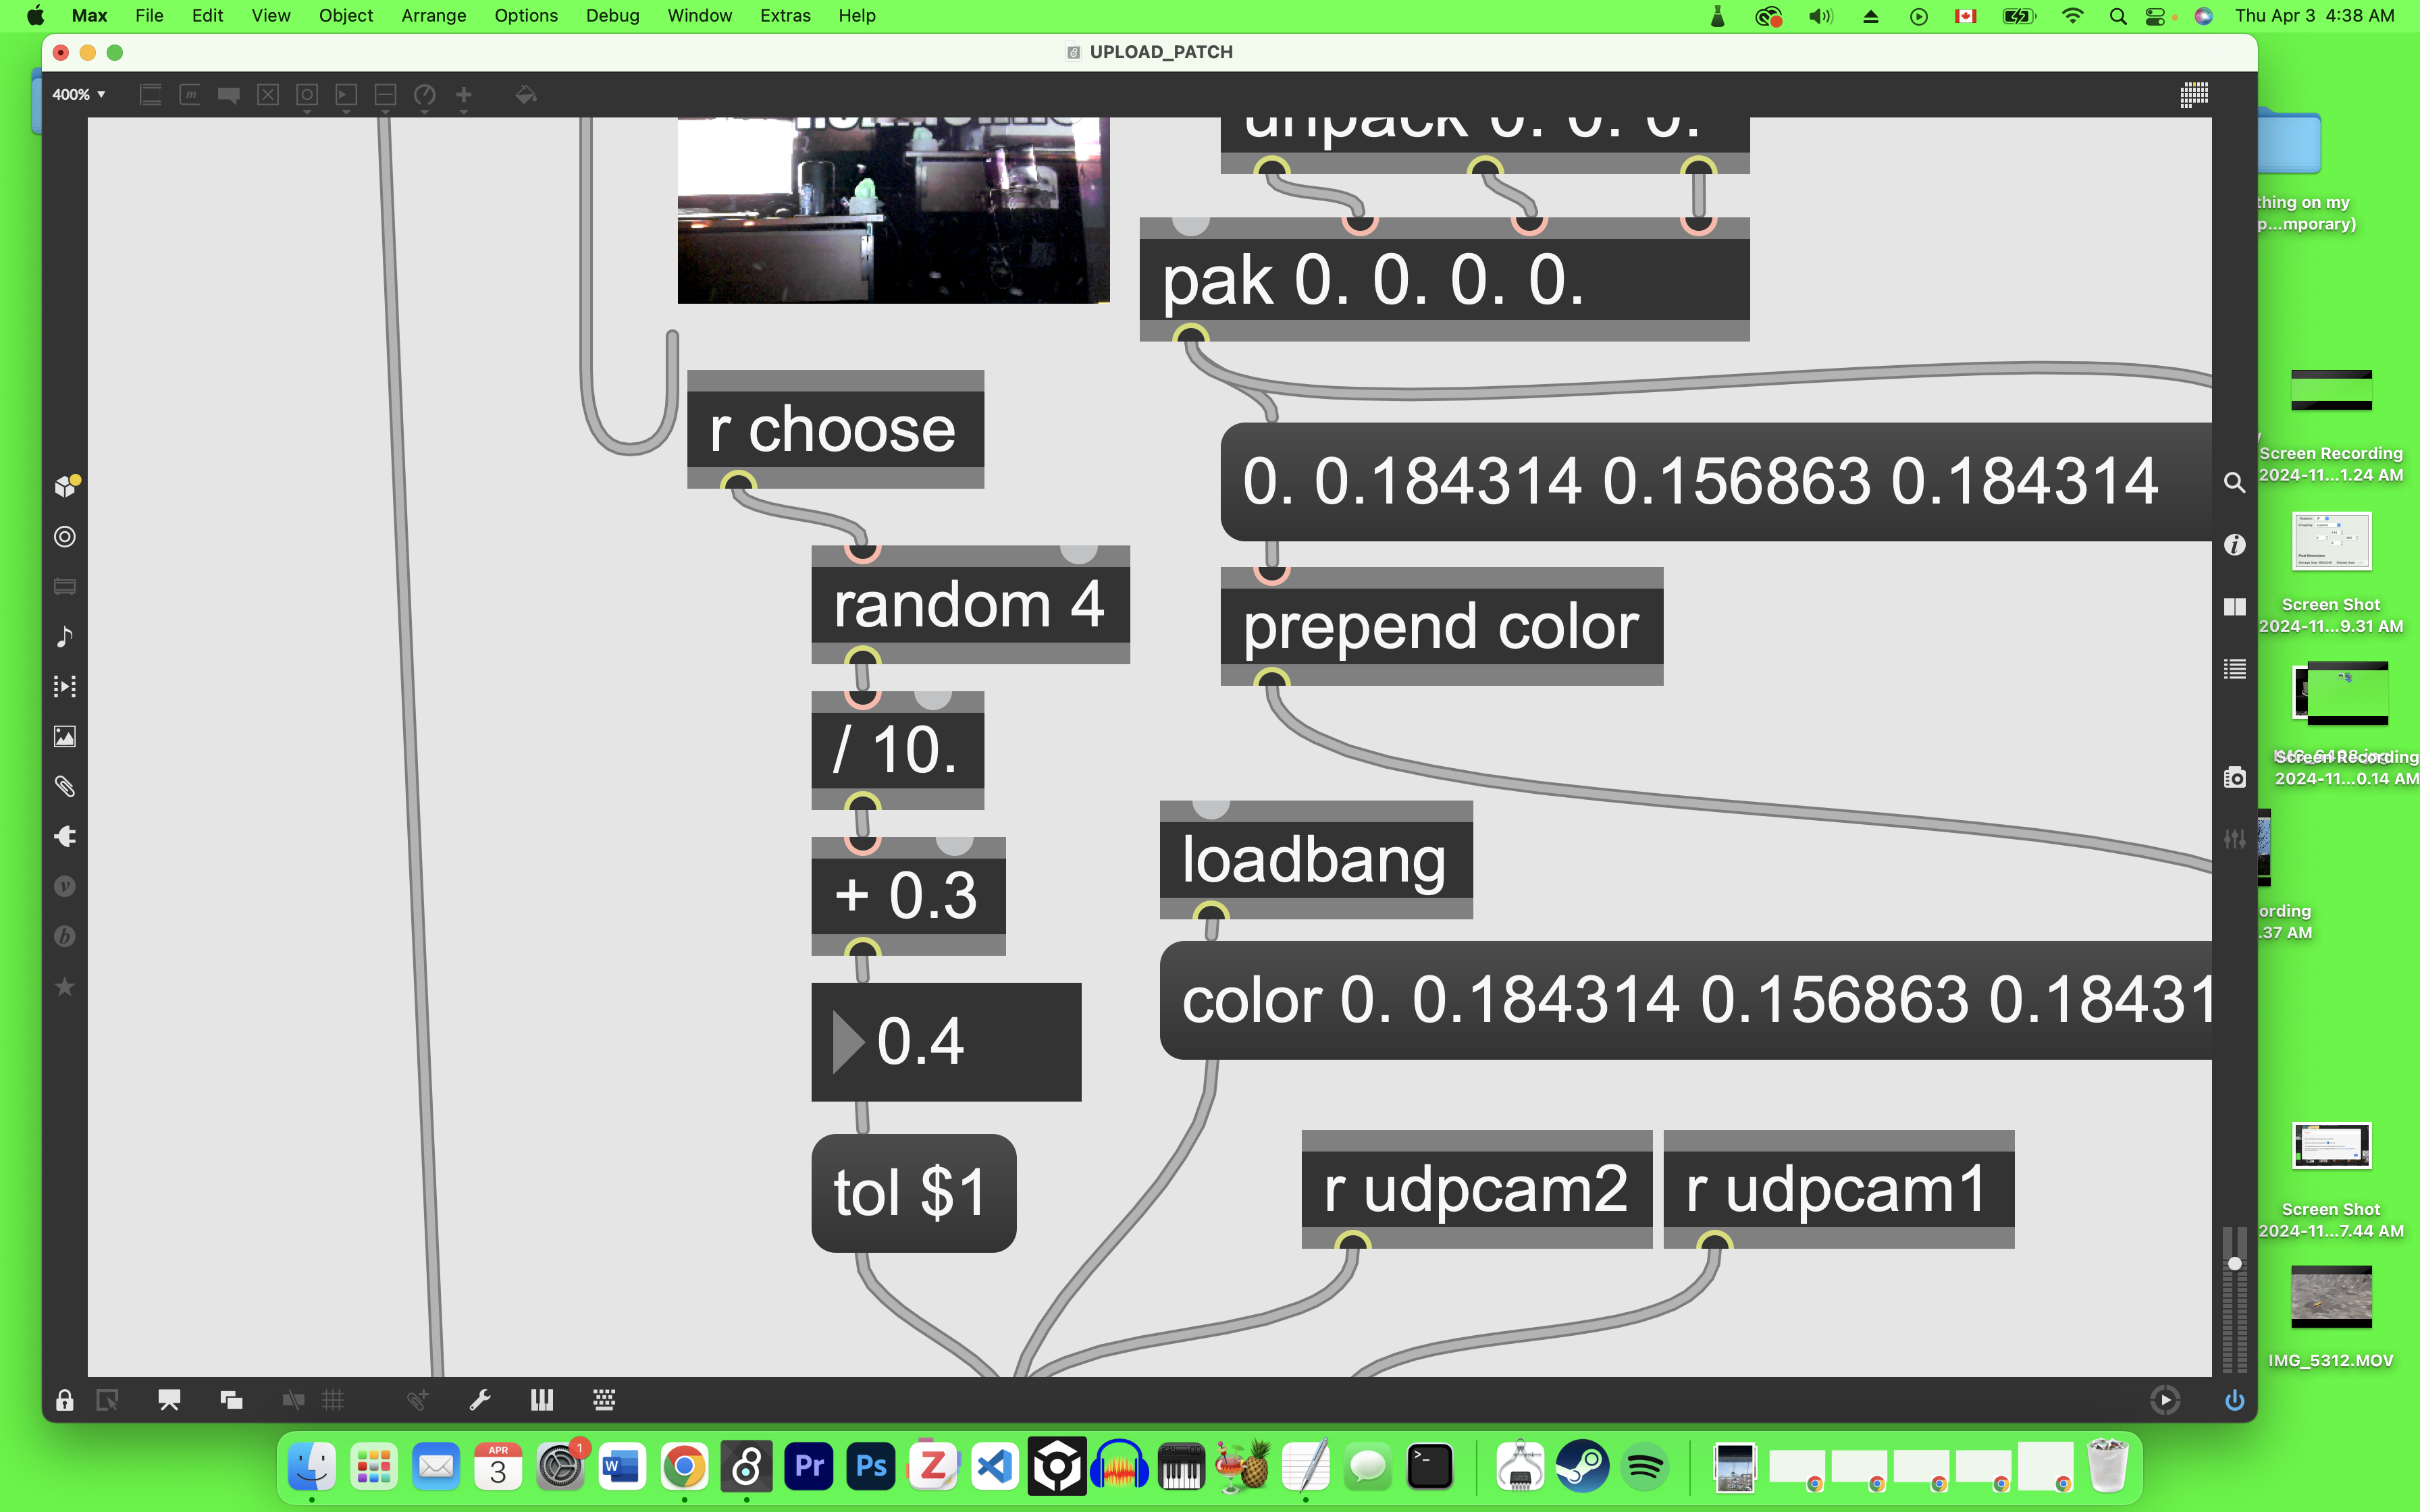 Max File Edit View Object Arrange Options Debug Window Extras Help
Thu Apr 3 4:38 AM
UPLOAD_PATCH
400%
unpack 0. 0. 0.
pak 0. 0. 0. 0.
r choose
0. 0.184314 0.156863 0.184314
random 4
prepend color
/ 10.
loadbang
+ 0.3
color 0. 0.184314 0.156863 0.18431
0.4
tol $1
r udpcam2
r udpcam1
thing on my
p...mporary)
Screen Recording
2024-11...1.24 AM
Screen Shot
2024-11...9.31 AM
Screen Recording
2024-11...0.14 AM
ording
.37 AM
Screen Shot
2024-11...7.44 AM
IMG_5312.MOV
APR
3
1
W
Pr
Ps
Z